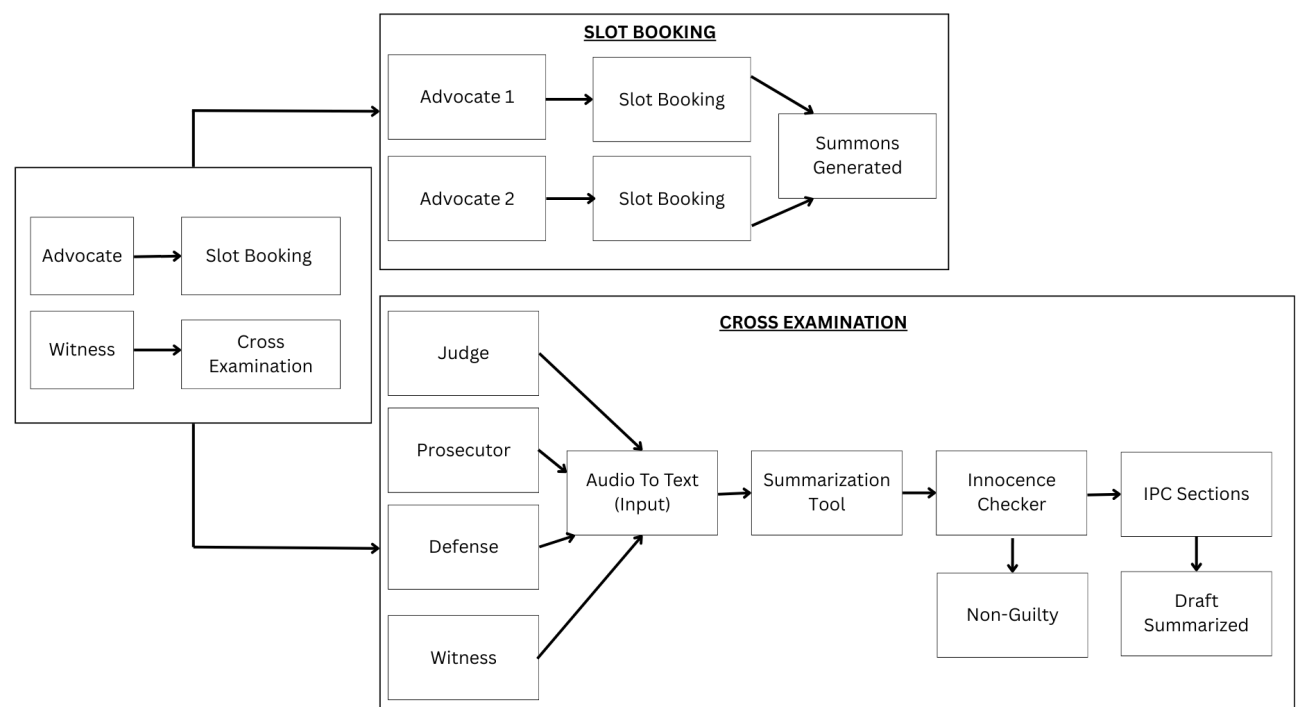 SLOT BOOKING
Advocate 1
Slot Booking
Summons
Generated
Advocate 2
Slot Booking
Advocate
Slot Booking
Witness
Cross
Examination
CROSS EXAMINATION
Judge
Prosecutor
Defense
Witness
Audio To Text
(Input)
Summarization
Tool
Innocence
Checker
IPC Sections
Non-Guilty
Draft
Summarized